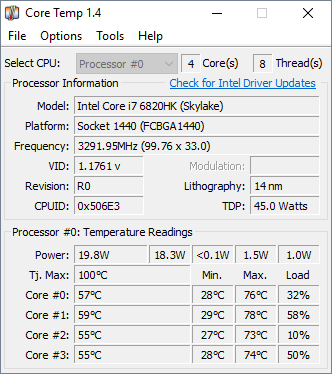 Core Temp 1.4
File Options Tools Help
Select CPU: Processor #0 4 Core(s) 8 Thread(s)
Processor Information Check for Intel Driver Updates
Model: Intel Core i7 6820HK (Skylake)
Platform: Socket 1440 (FCBGA1440)
Frequency: 3291.95MHz (99.76 x 33.0)
VID: 1.1761 v Modulation:
Revision: R0 Lithography: 14 nm
CPUID: 0x506E3 TDP: 45.0 Watts
Processor #0: Temperature Readings
Power: 19.8W 18.3W <0.1W 1.5W 1.0W
Tj. Max: 100°C Min. Max. Load
Core #0: 57°C 28°C 76°C 32%
Core #1: 59°C 29°C 78°C 58%
Core #2: 55°C 27°C 73°C 10%
Core #3: 55°C 28°C 74°C 50%